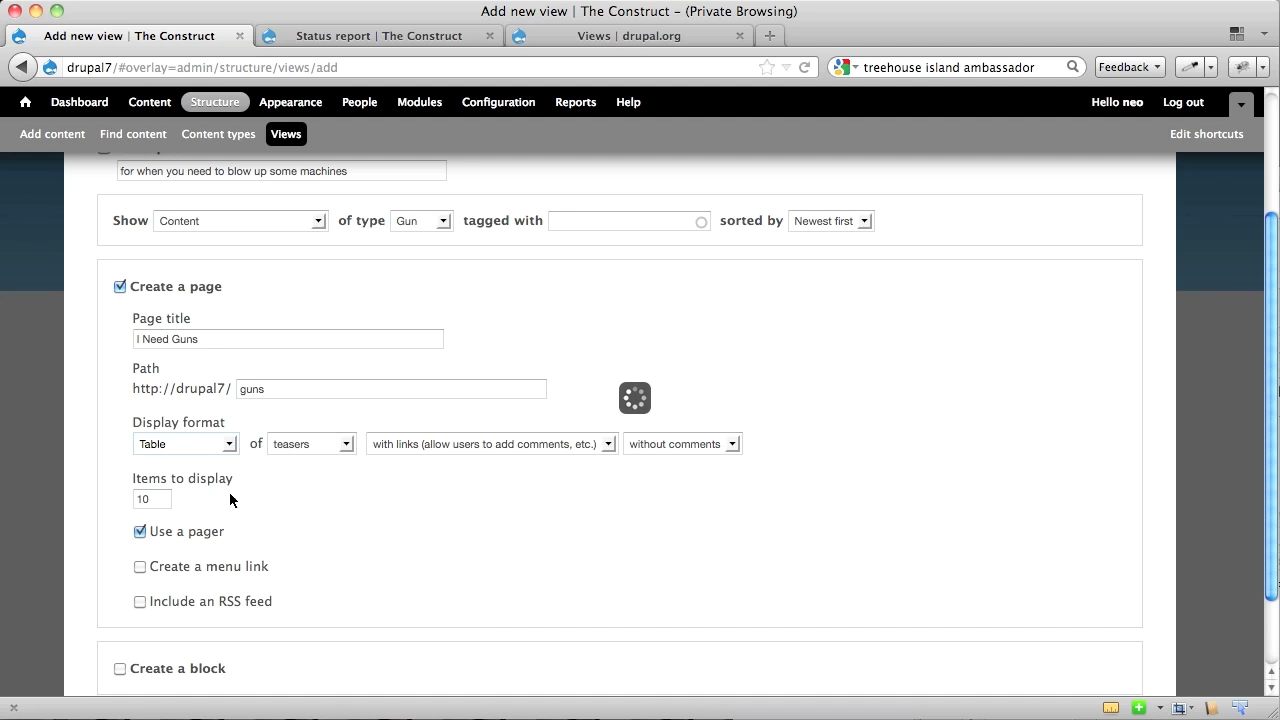 Add new view | The Construct - (Private Browsing)
Add new view | The Construct
Status report | The Construct
Views | drupal.org
drupal7/#overlay=admin/structure/views/add
treehouse island ambassador
Feedback
Dashboard Content Structure Appearance People Modules Configuration Reports Help
Hello neo Log out
Add content Find content Content types Views
Edit shortcuts
for when you need to blow up some machines
Show Content of type Gun tagged with sorted by Newest first
Create a page
Page title
I Need Guns
Path
http://drupal7/ guns
Display format
Table of teasers with links (allow users to add comments, etc.) without comments
Items to display
10
Use a pager
Create a menu link
Include an RSS feed
Create a block